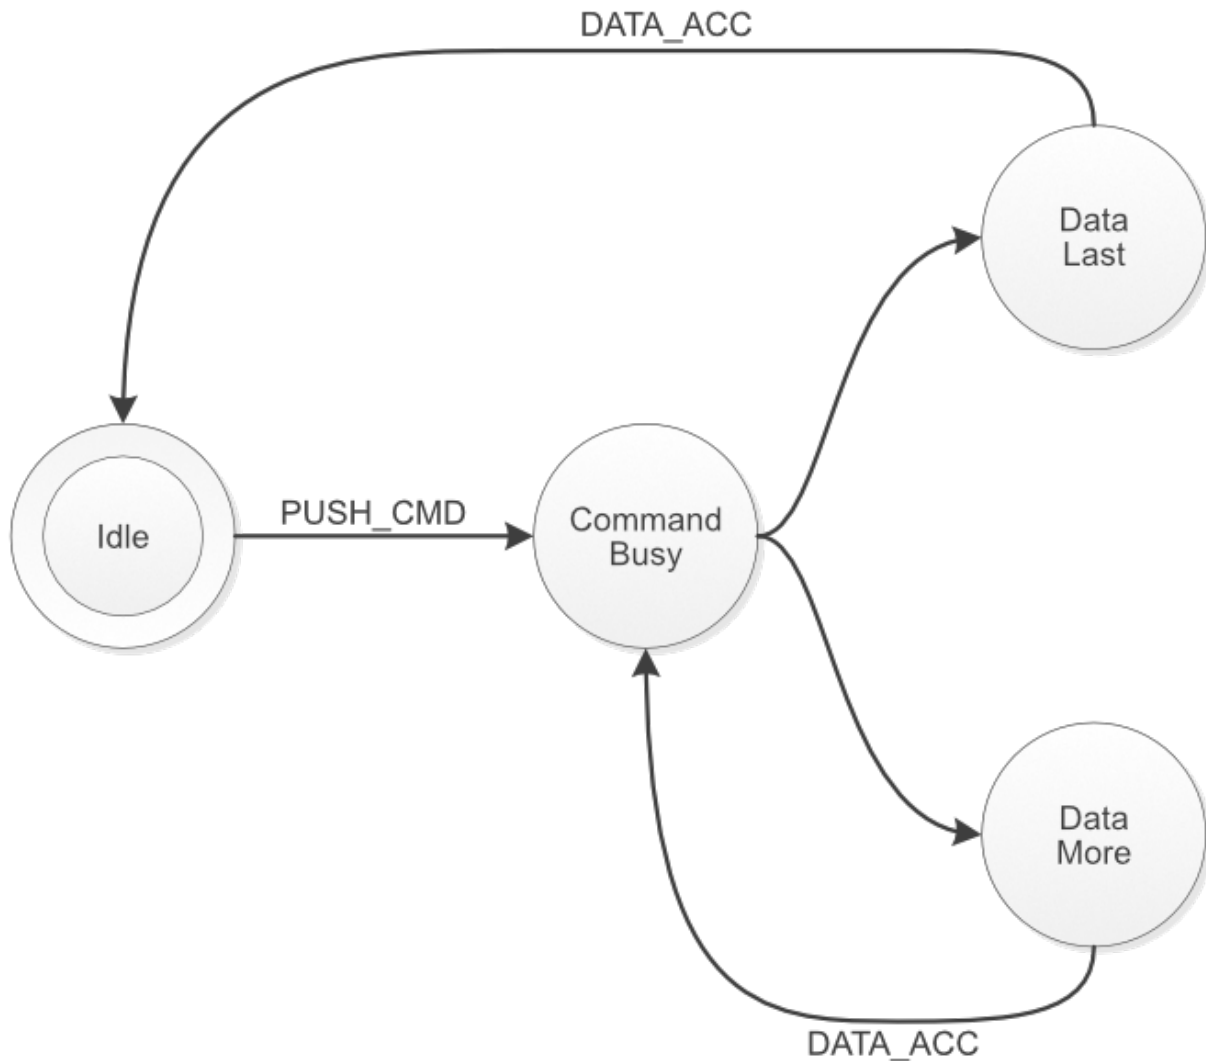 DATA_ACC
Data
Last
PUSH_CMD
Idle
Command
Busy
Data
More
DATA_ACC